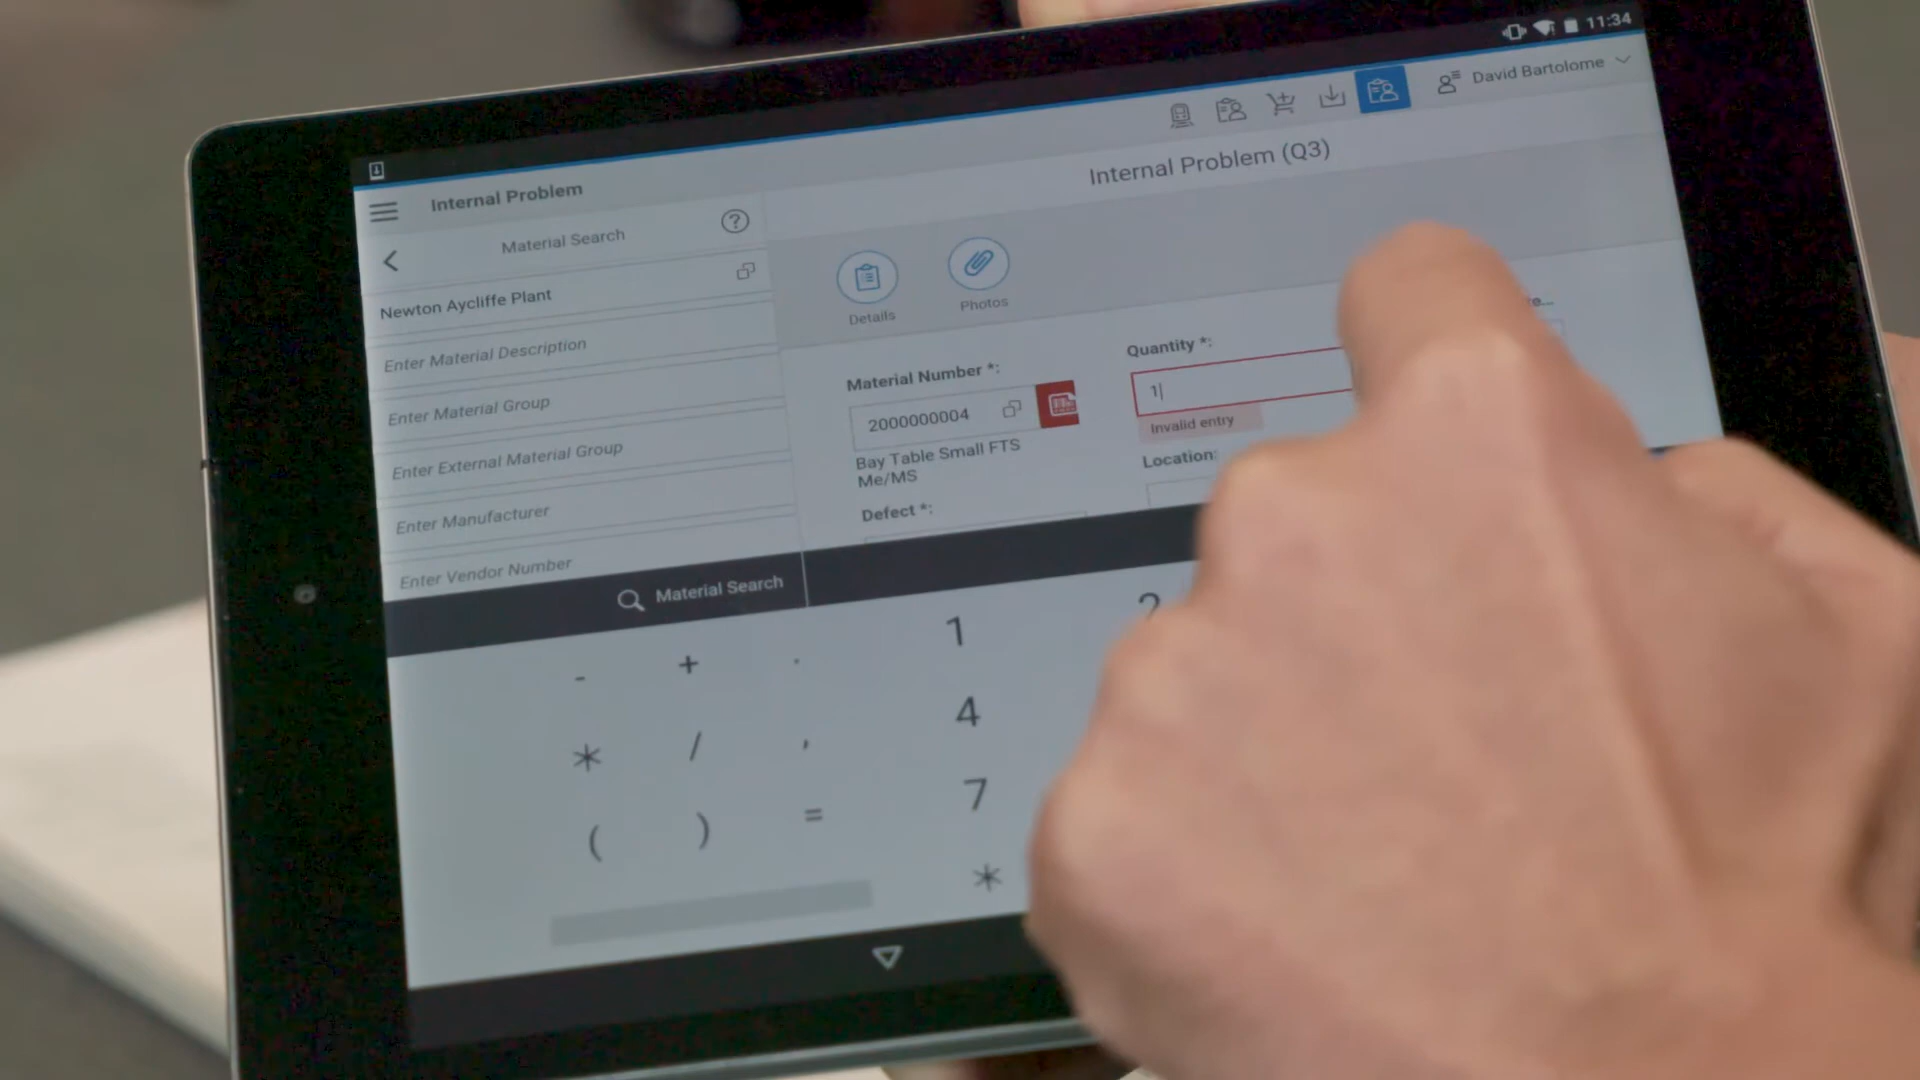 11:34
David Bartolome
Internal Problem
Internal Problem (Q3)
Material Search
Newton Aycliffe Plant
Enter Material Description
Enter Material Group
Enter External Material Group
Enter Manufacturer
Enter Vendor Number
Material Search
Details
Photos
Material Number *:
2000000004
Bay Table Small FTS
Me/MS
Defect *:
Quantity *:
1
Invalid entry
Location:
- + . 1 2
* / , 4
( ) = 7
*